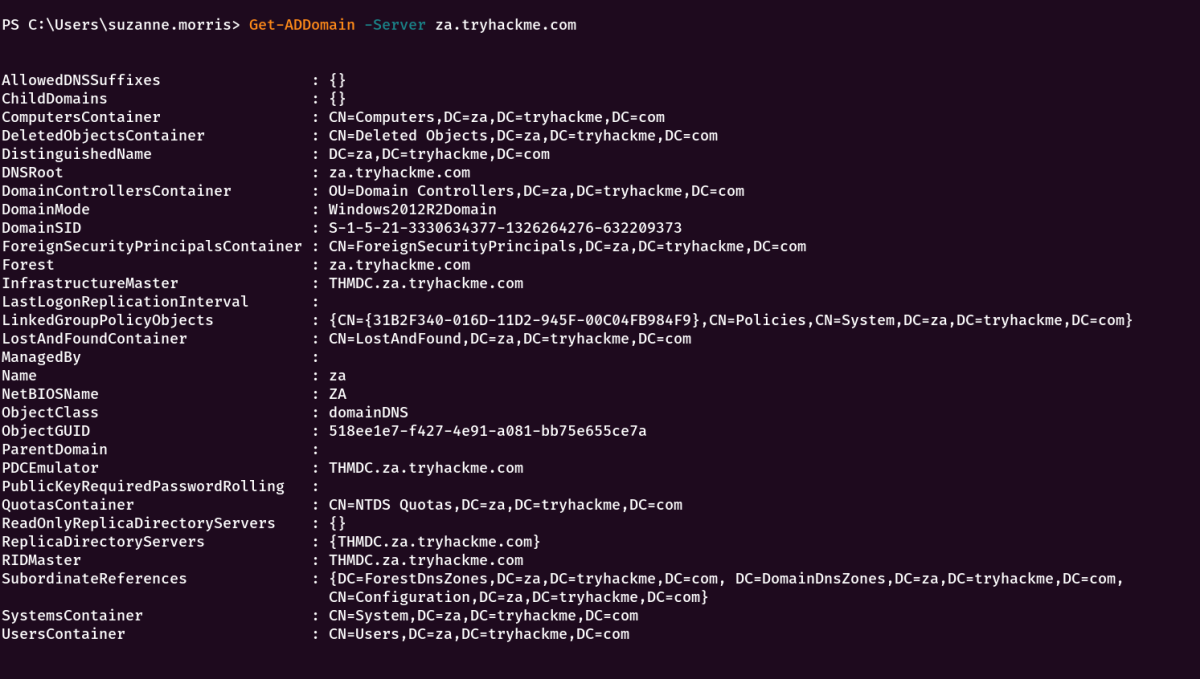 PS C:\Users\suzanne.morris> Get-ADDomain -Server za.tryhackme.com
AllowedDNSSuffixes : {}
ChildDomains : {}
ComputersContainer : CN=Computers,DC=za,DC=tryhackme,DC=com
DeletedObjectsContainer : CN=Deleted Objects,DC=za,DC=tryhackme,DC=com
DistinguishedName : DC=za,DC=tryhackme,DC=com
DNSRoot : za.tryhackme.com
DomainControllersContainer : OU=Domain Controllers,DC=za,DC=tryhackme,DC=com
DomainMode : Windows2012R2Domain
DomainSID : S-1-5-21-3330634377-1326264276-632209373
ForeignSecurityPrincipalsContainer : CN=ForeignSecurityPrincipals,DC=za,DC=tryhackme,DC=com
Forest : za.tryhackme.com
InfrastructureMaster : THMDC.za.tryhackme.com
LastLogonReplicationInterval :
LinkedGroupPolicyObjects : {CN={31B2F340-016D-11D2-945F-00C04FB984F9},CN=Policies,CN=System,DC=za,DC=tryhackme,DC=com}
LostAndFoundContainer : CN=LostAndFound,DC=za,DC=tryhackme,DC=com
ManagedBy :
Name : za
NetBIOSName : ZA
ObjectClass : domainDNS
ObjectGUID : 518ee1e7-f427-4e91-a081-bb75e655ce7a
ParentDomain :
PDCEmulator : THMDC.za.tryhackme.com
PublicKeyRequiredPasswordRolling :
QuotasContainer : CN=NTDS Quotas,DC=za,DC=tryhackme,DC=com
ReadOnlyReplicaDirectoryServers : {}
ReplicaDirectoryServers : {THMDC.za.tryhackme.com}
RIDMaster : THMDC.za.tryhackme.com
SubordinateReferences : {DC=ForestDnsZones,DC=za,DC=tryhackme,DC=com, DC=DomainDnsZones,DC=za,DC=tryhackme,DC=com,
CN=Configuration,DC=za,DC=tryhackme,DC=com}
SystemsContainer : CN=System,DC=za,DC=tryhackme,DC=com
UsersContainer : CN=Users,DC=za,DC=tryhackme,DC=com